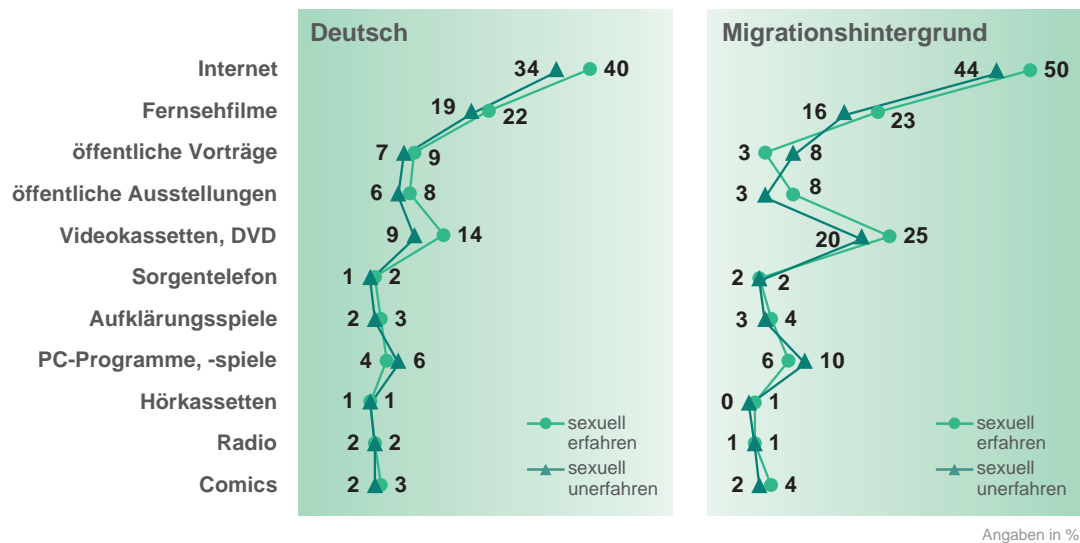 Deutsch
Migrationshintergrund
Internet 34 40 44 50
Fernsehfilme 19 22 16 23
öffentliche Vorträge 7 9 3 8
öffentliche Ausstellungen 6 8 3 8
Videokassetten, DVD 9 14 20 25
Sorgentelefon 1 2 2 2
Aufklärungsspiele 2 3 3 4
PC-Programme, -spiele 4 6 6 10
Hörkassetten 1 1 0 1
Radio 2 2 1 1
Comics 2 3 2 4
sexuell
erfahren
sexuell
unerfahren
sexuell
erfahren
sexuell
unerfahren
Angaben in %